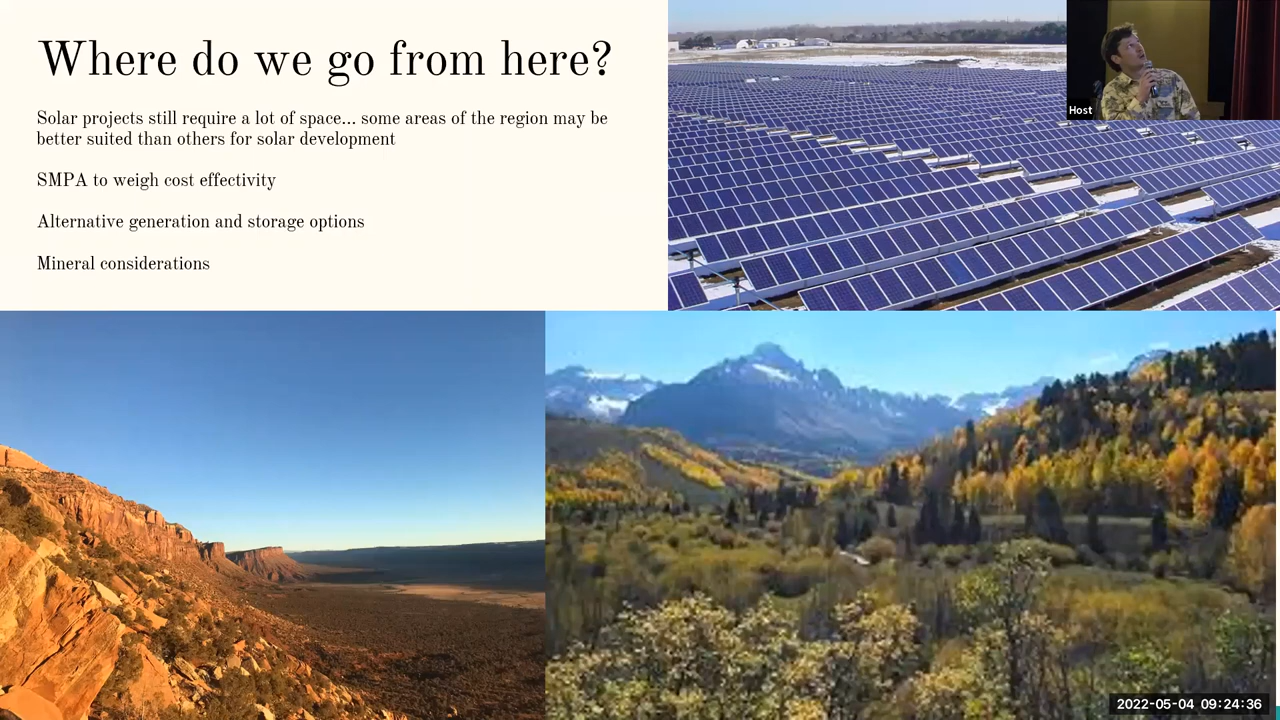 Where do we go from here?
Solar projects still require a lot of space... some areas of the region may be
better suited than others for solar development
SMPA to weigh cost effectivity
Alternative generation and storage options
Mineral considerations
Host
2022-05-04 09:24:36